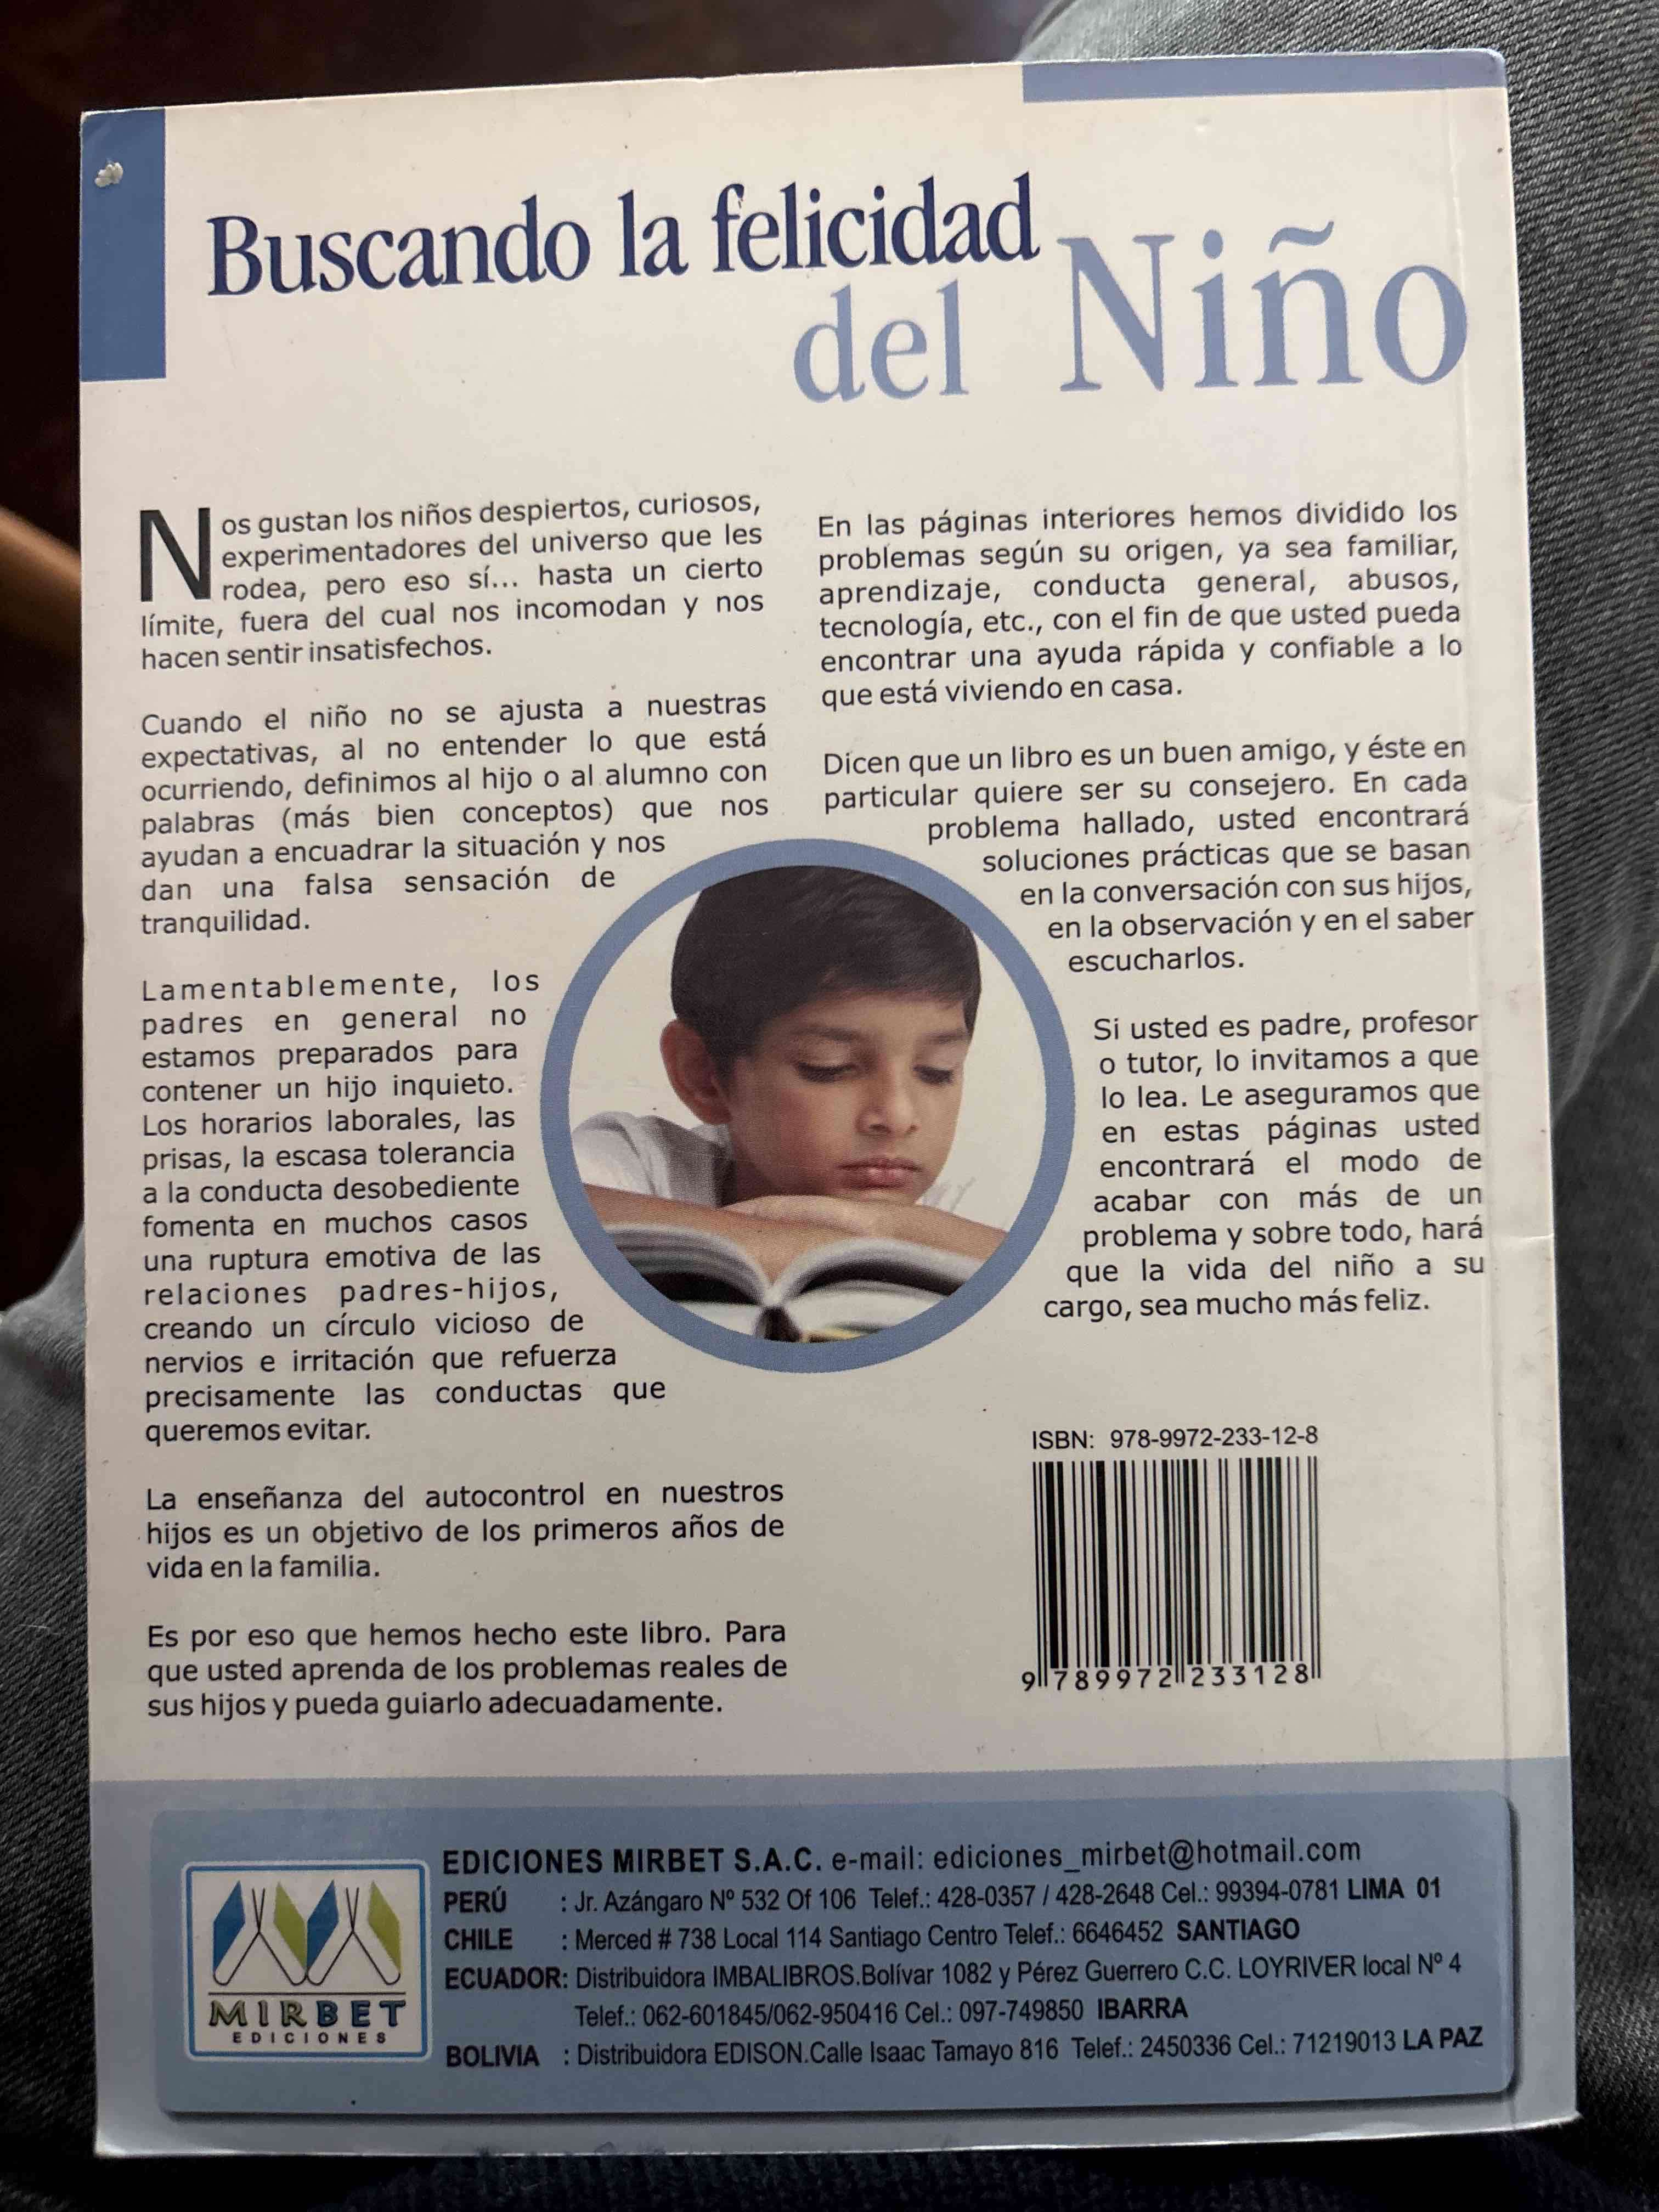 Buscando la felicidad
del Niño
Nos gustan los niños despiertos, curiosos,
experimentadores del universo que les
rodea, pero eso sí... hasta un cierto
límite, fuera del cual nos incomodan y nos
hacen sentir insatisfechos.
Cuando el niño no se ajusta a nuestras
expectativas, al no entender lo que está
ocurriendo, definimos al hijo o al alumno con
palabras (más bien conceptos) que nos
ayudan a encuadrar la situación y nos
dan una falsa sensación de
tranquilidad.
Lamentablemente, los
padres en general no
estamos preparados para
contener un hijo inquieto.
Los horarios laborales, las
prisas, la escasa tolerancia
a la conducta desobediente
fomenta en muchos casos
una ruptura emotiva de las
relaciones padres-hijos,
creando un círculo vicioso de
nervios e irritación que refuerza
precisamente las conductas que
queremos evitar.
La enseñanza del autocontrol en nuestros
hijos es un objetivo de los primeros años de
vida en la familia.
Es por eso que hemos hecho este libro. Para
que usted aprenda de los problemas reales de
sus hijos y pueda guiarlo adecuadamente.
En las páginas interiores hemos dividido los
problemas según su origen, ya sea familiar,
aprendizaje, conducta general, abusos,
tecnología, etc., con el fin de que usted pueda
encontrar una ayuda rápida y confiable a lo
que está viviendo en casa.
Dicen que un libro es un buen amigo, y éste en
particular quiere ser su consejero. En cada
problema hallado, usted encontrará
soluciones prácticas que se basan
en la conversación con sus hijos,
en la observación y en el saber
escucharlos.
Si usted es padre, profesor
o tutor, lo invitamos a que
lo lea. Le aseguramos que
en estas páginas usted
encontrará el modo de
acabar con más de un
problema y sobre todo, hará
que la vida del niño a su
cargo, sea mucho más feliz.
ISBN: 978-9972-233-12-8
9 789972 233128
MIRBET
EDICIONES
EDICIONES MIRBET S.A.C. e-mail: ediciones_mirbet@hotmail.com
PERÚ : Jr. Azángaro Nº 532 Of 106 Telef.: 428-0357 / 428-2648 Cel.: 99394-0781 LIMA 01
CHILE : Merced # 738 Local 114 Santiago Centro Telef.: 6646452 SANTIAGO
ECUADOR: Distribuidora IMBALIBROS.Bolívar 1082 y Pérez Guerrero C.C. LOYRIVER local Nº 4
Telef.: 062-601845/062-950416 Cel.: 097-749850 IBARRA
BOLIVIA : Distribuidora EDISON.Calle Isaac Tamayo 816 Telef.: 2450336 Cel.: 71219013 LA PAZ